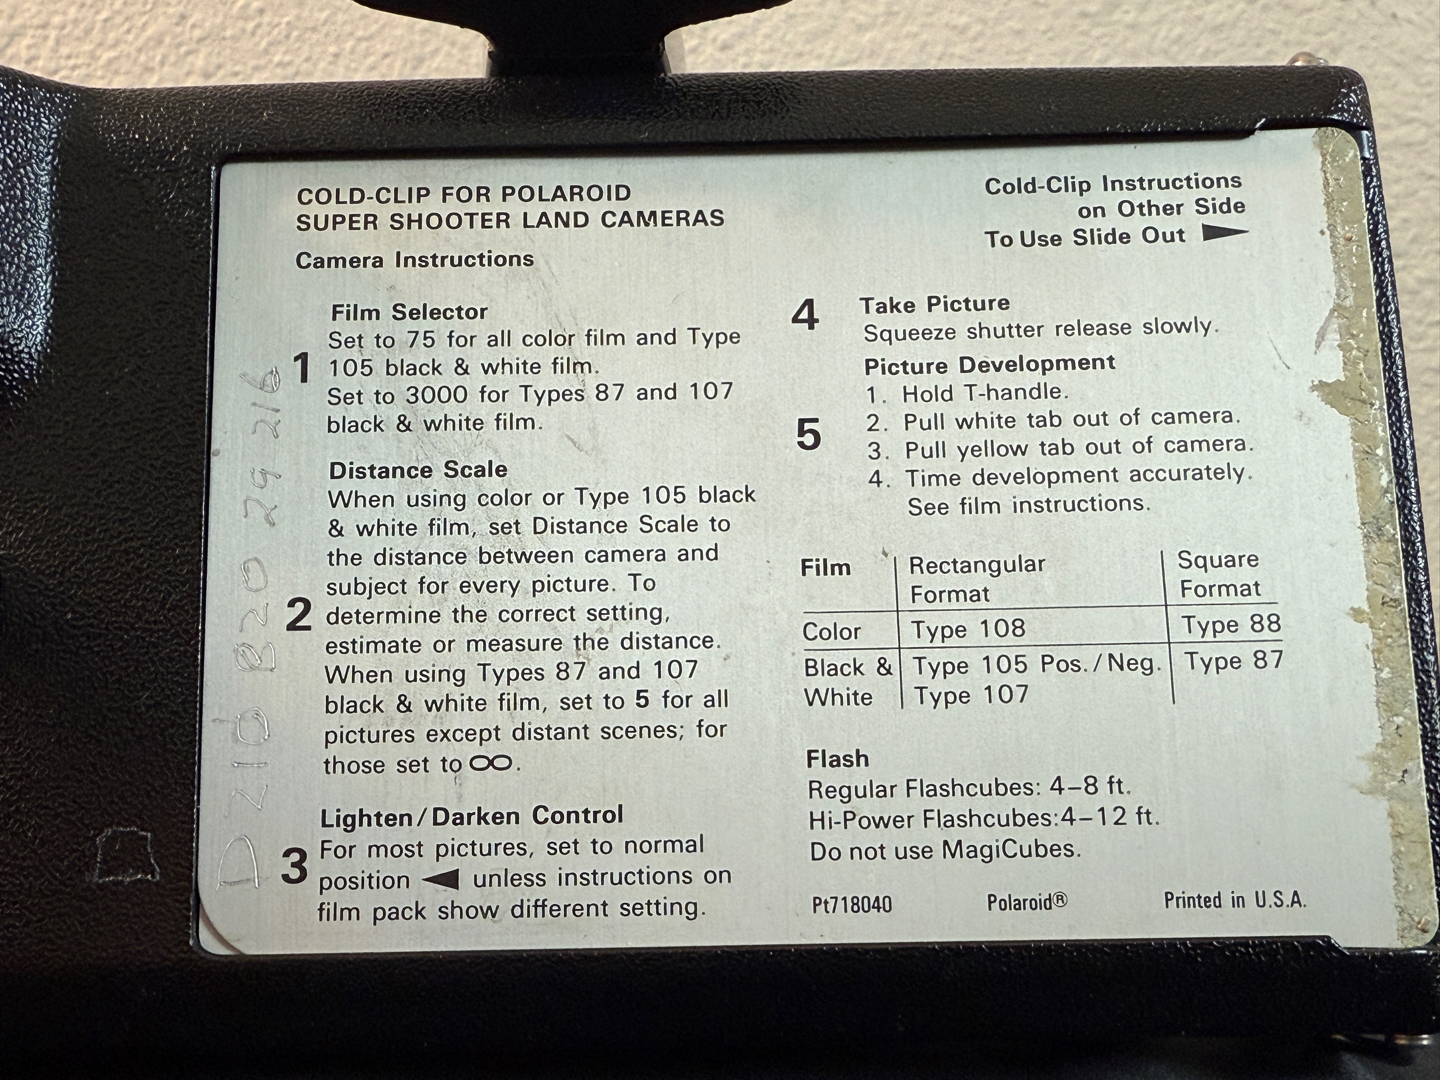 COLD-CLIP FOR POLAROID
SUPER SHOOTER LAND CAMERAS
Camera Instructions
Cold-Clip Instructions
on Other Side
To Use Slide Out
1
Film Selector
Set to 75 for all color film and Type
105 black & white film.
Set to 3000 for Types 87 and 107
black & white film.
2
Distance Scale
When using color or Type 105 black
& white film, set Distance Scale to
the distance between camera and
subject for every picture. To
determine the correct setting,
estimate or measure the distance.
When using Types 87 and 107
black & white film, set to 5 for all
pictures except distant scenes; for
those set to ∞.
3
Lighten/Darken Control
For most pictures, set to normal
position ◀ unless instructions on
film pack show different setting.
4
Take Picture
Squeeze shutter release slowly.
5
Picture Development
1. Hold T-handle.
2. Pull white tab out of camera.
3. Pull yellow tab out of camera.
4. Time development accurately.
See film instructions.
Film Rectangular Format Square Format
Color Type 108 Type 88
Black & White Type 105 Pos./Neg. Type 107 Type 87
Flash
Regular Flashcubes: 4–8 ft.
Hi-Power Flashcubes:4–12 ft.
Do not use MagiCubes.
Pt718040 Polaroid® Printed in U.S.A.
D 210 B20 29 216